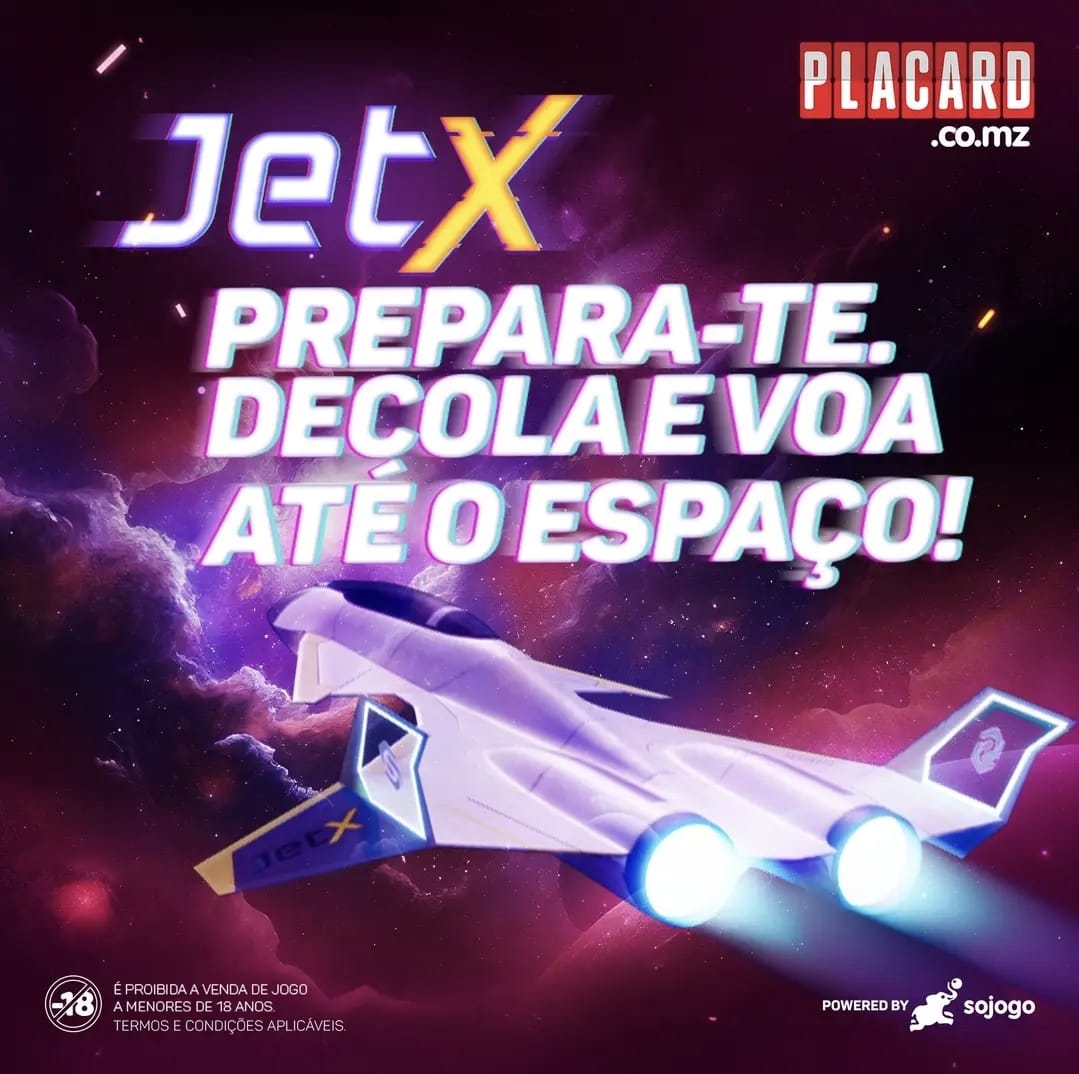 PLACARD
.co.mz
JetX
PREPARA-TE.
DECOLA E VOA
ATÉ O ESPAÇO!
JetX
-18
É PROIBIDA A VENDA DE JOGO
A MENORES DE 18 ANOS.
TERMOS E CONDIÇÕES APLICÁVEIS.
POWERED BY sojogo